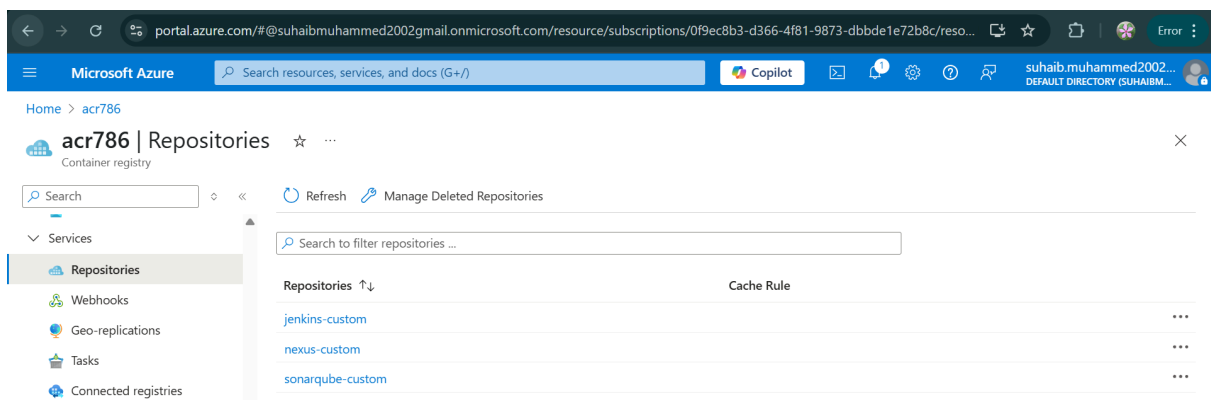 portal.azure.com/#@suhaibmuhammed2002gmail.onmicrosoft.com/resource/subscriptions/0f9ec8b3-d366-4f81-9873-dbbde1e72b8c/reso... Error
Microsoft Azure Search resources, services, and docs (G+/) Copilot 1 suhaib.muhammed2002...
DEFAULT DIRECTORY (SUHAIBM...
Home > acr786
acr786 | Repositories ...
Container registry
Search Refresh Manage Deleted Repositories
Services
Search to filter repositories ...
Repositories
Repositories Cache Rule
Webhooks
jenkins-custom
Geo-replications
nexus-custom
Tasks
sonarqube-custom
Connected registries